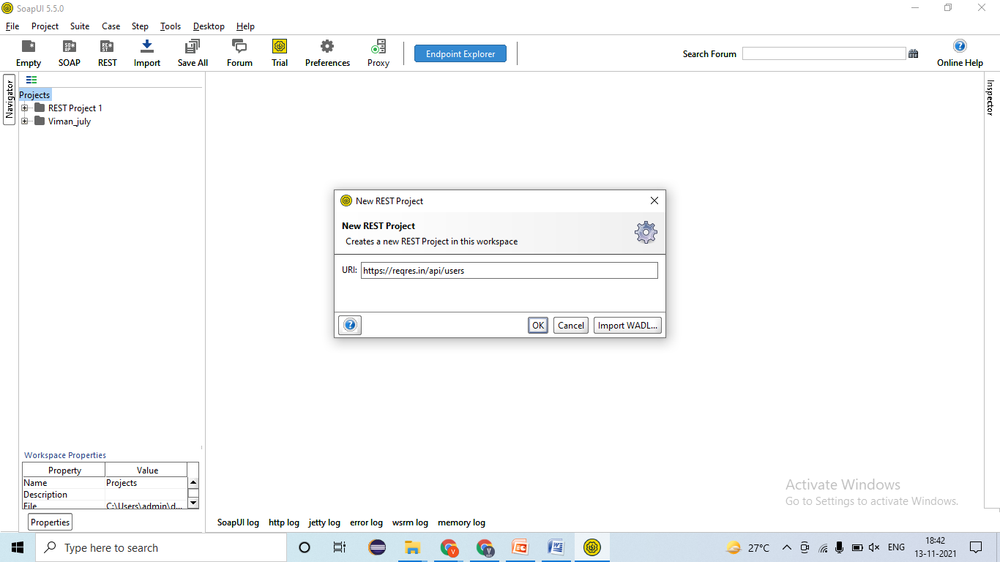 SoapUI 5.5.0
File Project Suite Case Step Tools Desktop Help
Empty SOAP REST Import Save All Forum Trial Preferences Proxy Endpoint Explorer Search Forum Online Help
Navigator
Inspector
Projects
REST Project 1
Viman_july
New REST Project
New REST Project
Creates a new REST Project in this workspace
URI: https://reqres.in/api/users
OK Cancel Import WADL...
Workspace Properties
Property Value
Name Projects
Description
File C:\Users\admin\d...
Properties
SoapUI log http log jetty log error log wsrm log memory log
Activate Windows
Go to Settings to activate Windows.
Type here to search
27°C ENG 18:42
13-11-2021